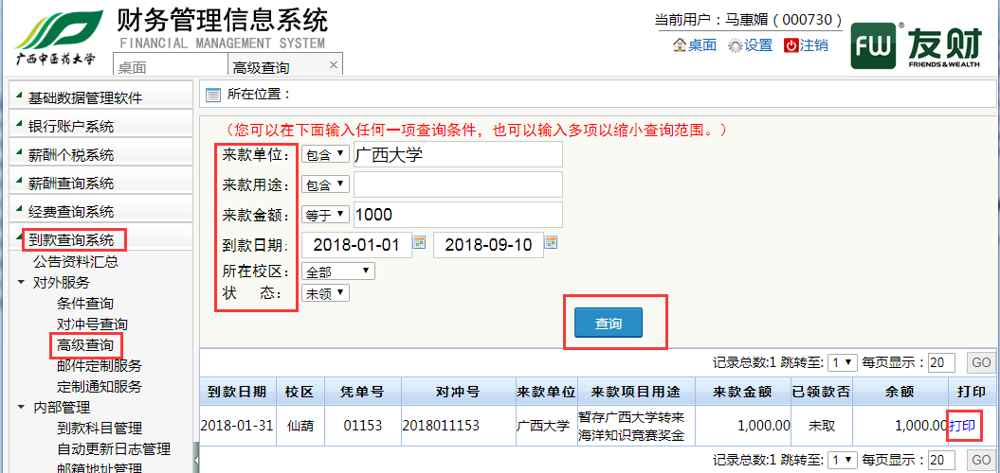 广西中医药大学
财务管理信息系统
FINANCIAL MANAGEMENT SYSTEM
当前用户：马惠媚（000730）
桌面 设置 注销
FW 友财
FRIENDS & WEALTH
桌面 高级查询 ×
基础数据管理软件
银行账户系统
薪酬个税系统
薪酬查询系统
经费查询系统
到款查询系统
公告资料汇总
对外服务
条件查询
对冲号查询
高级查询
邮件定制服务
定制通知服务
内部管理
到款科目管理
自动更新日志管理
邮箱地址管理
所在位置：
（您可以在下面输入任何一项查询条件，也可以输入多项以缩小查询范围。）
来款单位： 包含 广西大学
来款用途： 包含
来款金额： 等于 1000
到款日期： 2018-01-01 2018-09-10
所在校区： 全部
状 态： 未领
查询
记录总数:1 跳转至: 1 每页显示：20 GO
到款日期 校区 凭单号 对冲号 来款单位 来款项目用途 来款金额 已领款否 余额 打印
2018-01-31 仙葫 01153 2018011153 广西大学 暂存广西大学转来 1,000.00 未取 1,000.00 打印
海洋知识竞赛奖金
记录总数:1 跳转至: 1 每页显示：20 GO